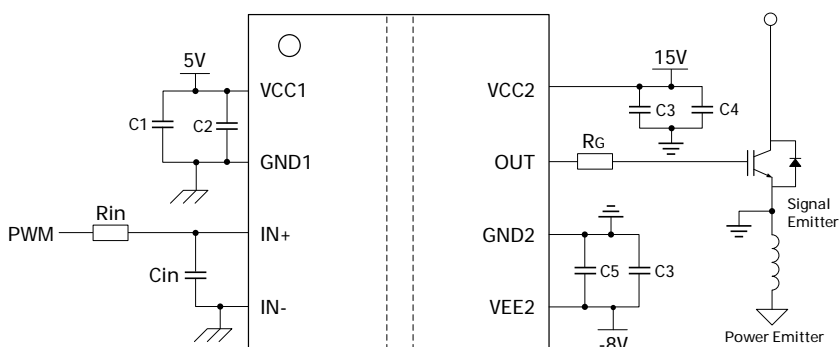 5V
15V
VCC1
VCC2
C1
C2
C3
C4
GND1
OUT
RG
Rin
PWM
IN+
GND2
Signal
Emitter
Cin
C5
C3
IN-
VEE2
-8V
Power Emitter